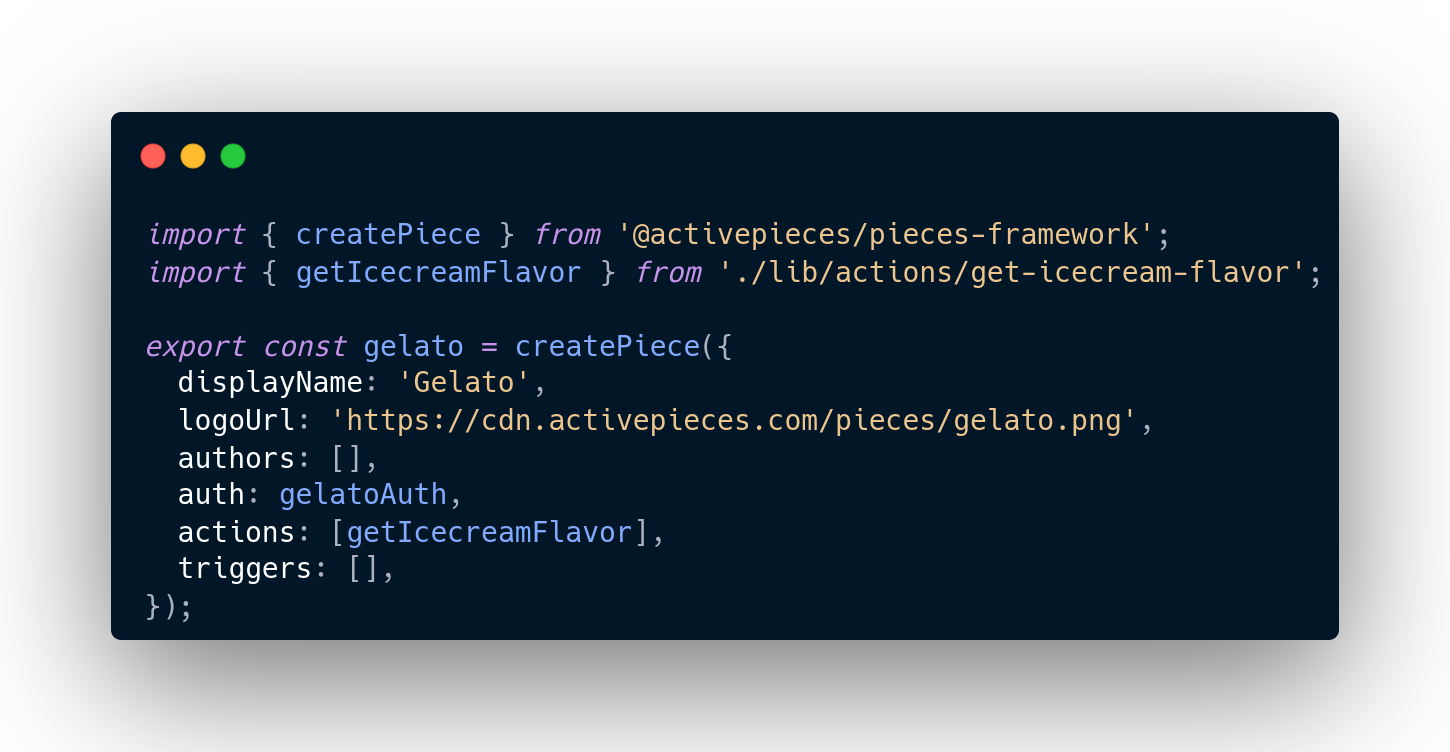 import { createPiece } from '@activepieces/pieces-framework';
import { getIcecreamFlavor } from './lib/actions/get-icecream-flavor';

export const gelato = createPiece({
  displayName: 'Gelato',
  logoUrl: 'https://cdn.activepieces.com/pieces/gelato.png',
  authors: [],
  auth: gelatoAuth,
  actions: [getIcecreamFlavor],
  triggers: [],
});